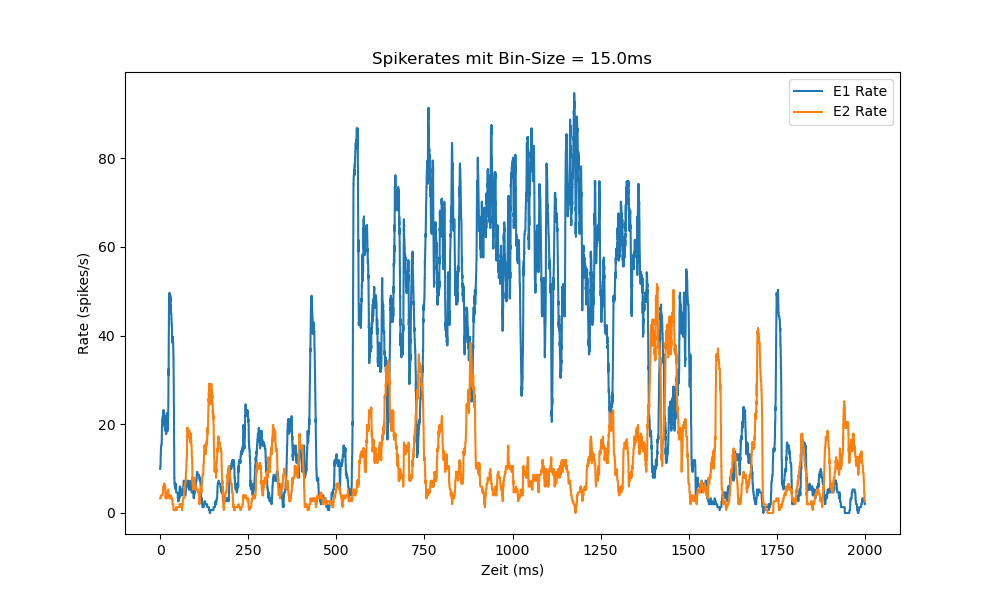 Spikerates mit Bin-Size = 15.0ms
E1 Rate
E2 Rate
Rate (spikes/s)
80
60
40
20
0
0 250 500 750 1000 1250 1500 1750 2000
Zeit (ms)